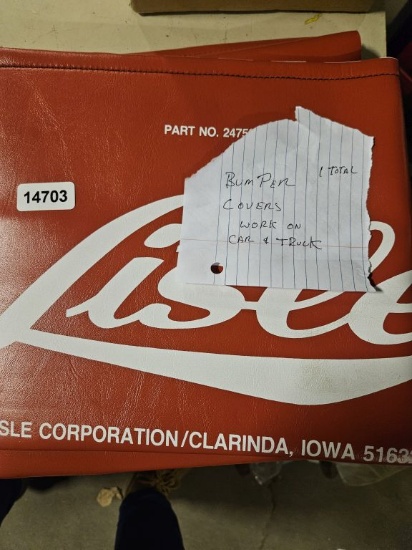 PART NO. 2475
14703
BUMPER 1 TOTAL
COVERS
WORK ON
CAR & TRUCK
Lisle
SLE CORPORATION/CLARINDA, IOWA 5163